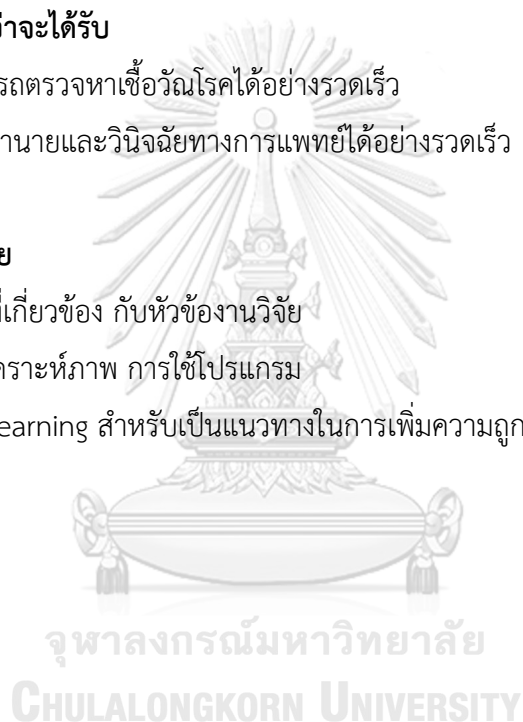 ว่าจะได้รับ
รถตรวจหาเชื้อวัณโรคได้อย่างรวดเร็ว
ำนายและวินิจฉัยทางการแพทย์ได้อย่างรวดเร็ว
ัย
ี่เกี่ยวข้อง กับหัวข้องานวิจัย
คราะห์ภาพ การใช้โปรแกรม
earning สำหรับเป็นแนวทางในการเพิ่มความถูก
จุฬาลงกรณ์มหาวิทยาลัย
CHULALONGKORN UNIVERSITY